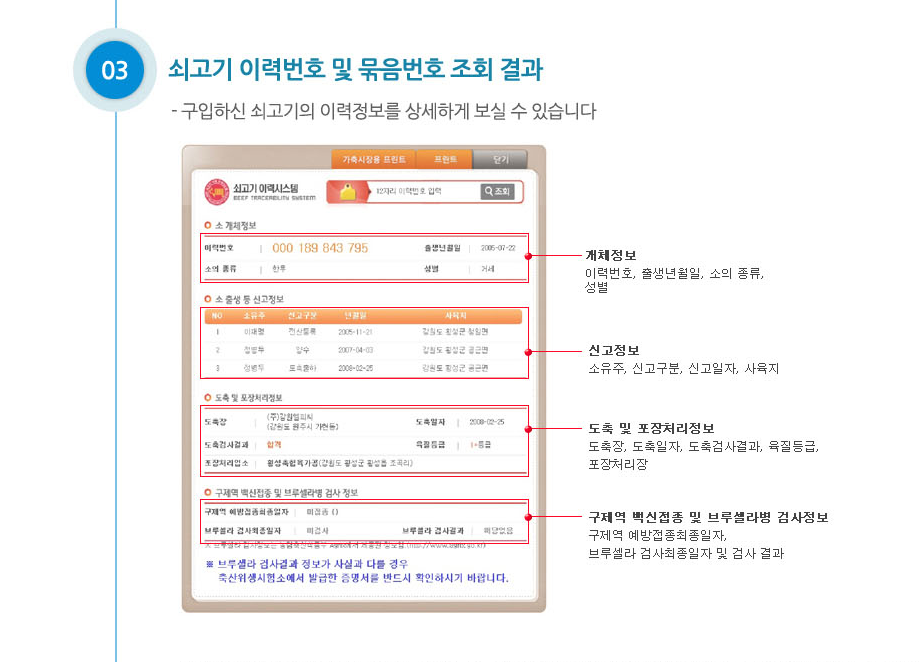 03
쇠고기 이력번호 및 묶음번호 조회 결과
- 구입하신 쇠고기의 이력정보를 상세하게 보실 수 있습니다
가축시장용 프린트 프린트 닫기
쇠고기 이력시스템
BEEF TRACEABILITY SYSTEM
12자리 이력번호 입력 조회
소 개체정보
이력번호 | 000 189 843 795 출생년월일 | 2005-07-22
소의 종류 | 한우 성별 | 거세
개체정보
이력번호, 출생년월일, 소의 종류,
성별
소 출생 등 신고정보
NO 소유주 신고구분 년월일 사육지
1 전산등록 2005-11-21 강원도 횡성군 청일면
2 양수 2007-04-03 강원도 횡성군 공근면
3 도축출하 2008-02-25 강원도 횡성군 공근면
신고정보
소유주, 신고구분, 신고일자, 사육지
도축 및 포장처리정보
도축장 | (주)강원엘피씨
(강원도 원주시 가현동)
도축일자 | 2008-02-25
도축검사결과 | 합격 육질등급 | 1+등급
포장처리업소 | 횡성축협육가공(강원도 횡성군 횡성읍 조곡리)
도축 및 포장처리정보
도축장, 도축일자, 도축검사결과, 육질등급,
포장처리장
구제역 백신접종 및 브루셀라병 검사 정보
구제역 예방접종최종일자 | 미접종 ()
브루셀라 검사최종일자 | 미검사 브루셀라 검사결과 | 해당없음
※ 브루셀라 검사결과 정보가 사실과 다를 경우
축산위생시험소에서 발급한 증명서를 반드시 확인하시기 바랍니다.
구제역 백신접종 및 브루셀라병 검사정보
구제역 예방접종최종일자,
브루셀라 검사최종일자 및 검사 결과